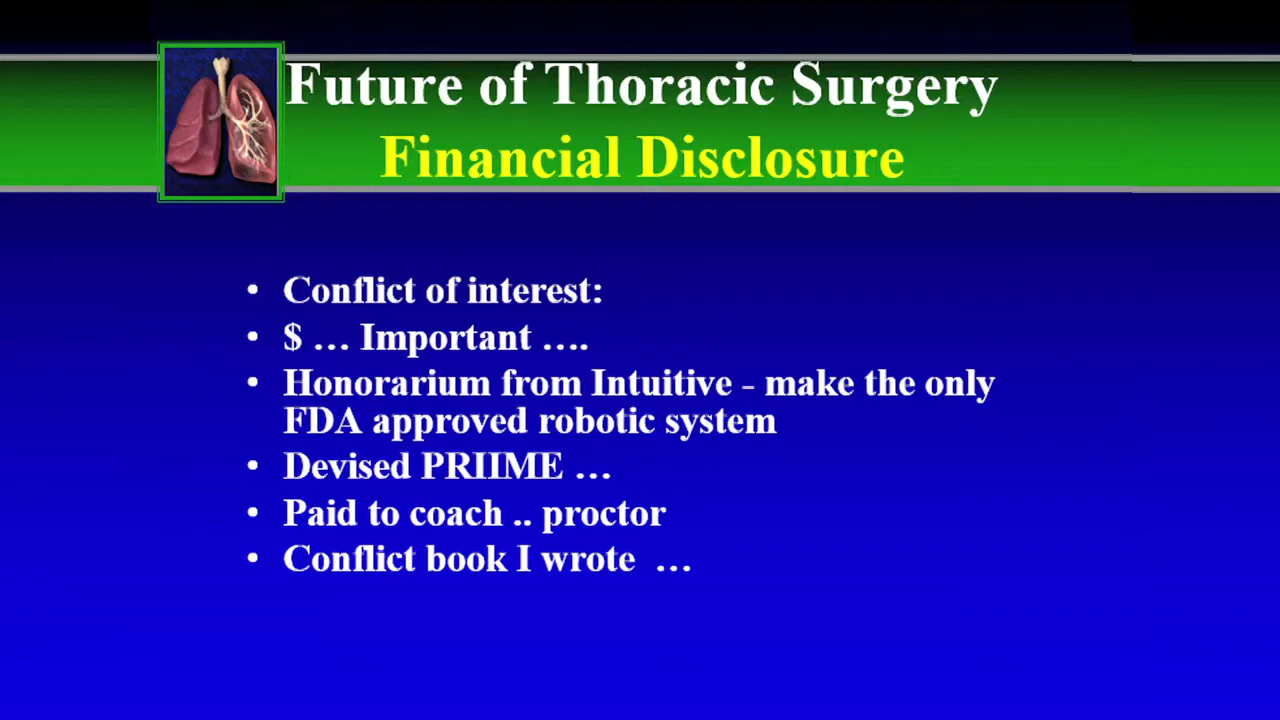 Future of Thoracic Surgery
Financial Disclosure
• Conflict of interest:
• $ … Important ….
• Honorarium from Intuitive - make the only
FDA approved robotic system
• Devised PRIIME …
• Paid to coach .. proctor
• Conflict book I wrote …